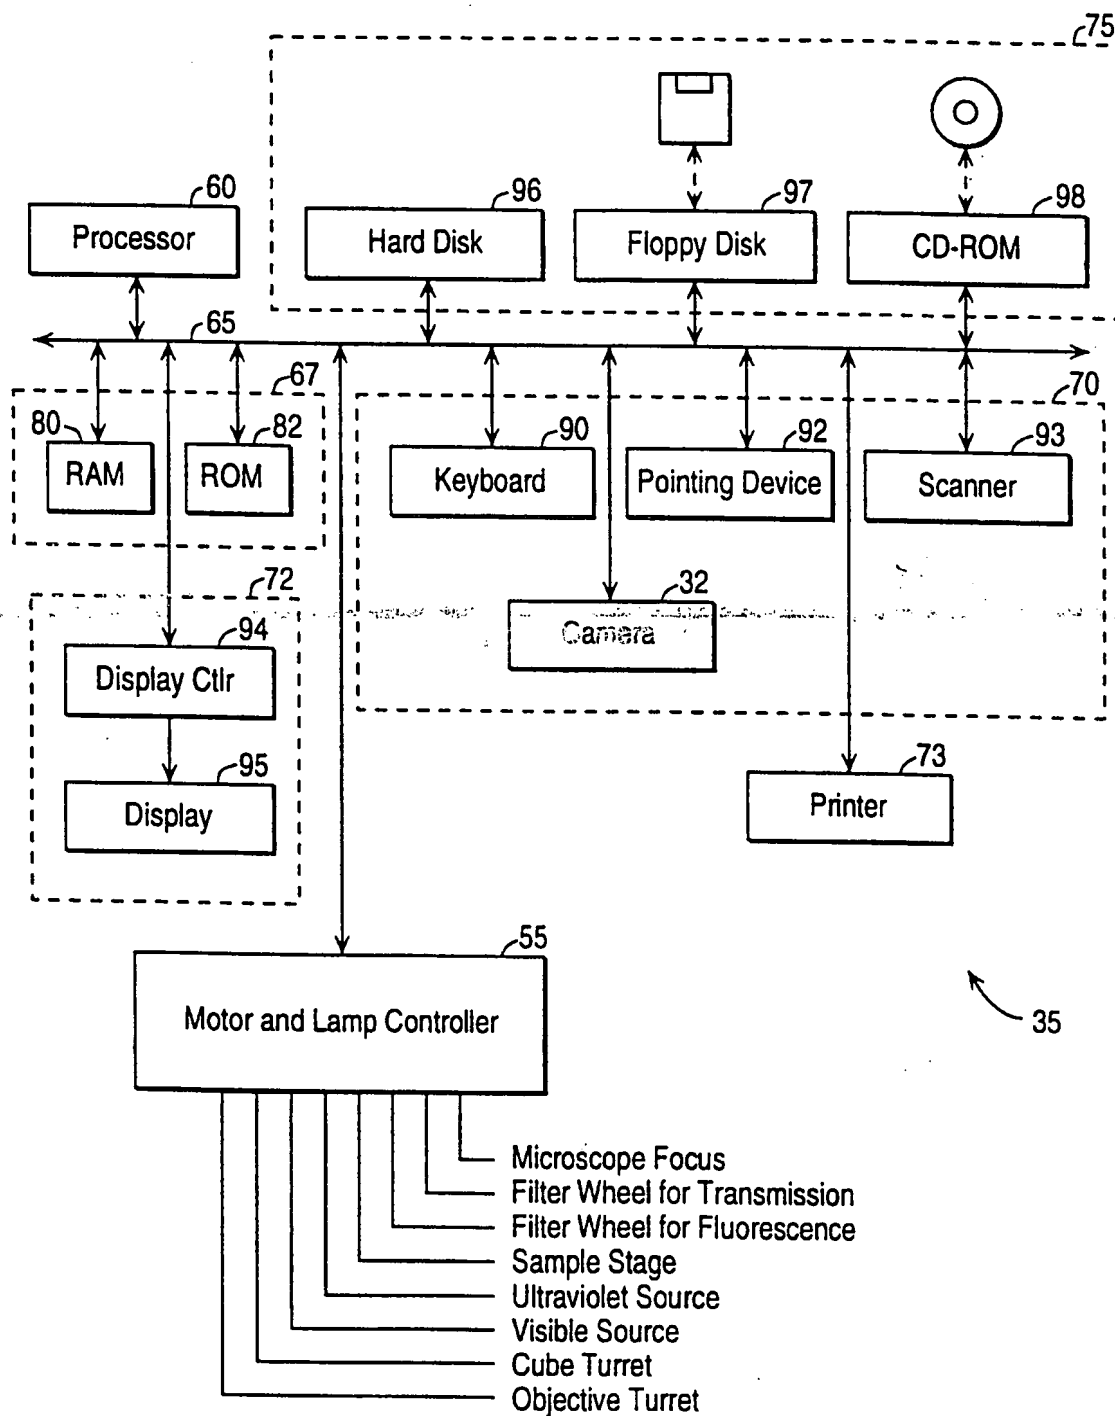 75
60
Processor
96
Hard Disk
97
Floppy Disk
98
CD-ROM
65
67
70
80
RAM
82
ROM
90
Keyboard
92
Pointing Device
93
Scanner
72
32
Camera
94
Display Ctlr
95
Display
73
Printer
55
Motor and Lamp Controller
35
Microscope Focus
Filter Wheel for Transmission
Filter Wheel for Fluorescence
Sample Stage
Ultraviolet Source
Visible Source
Cube Turret
Objective Turret